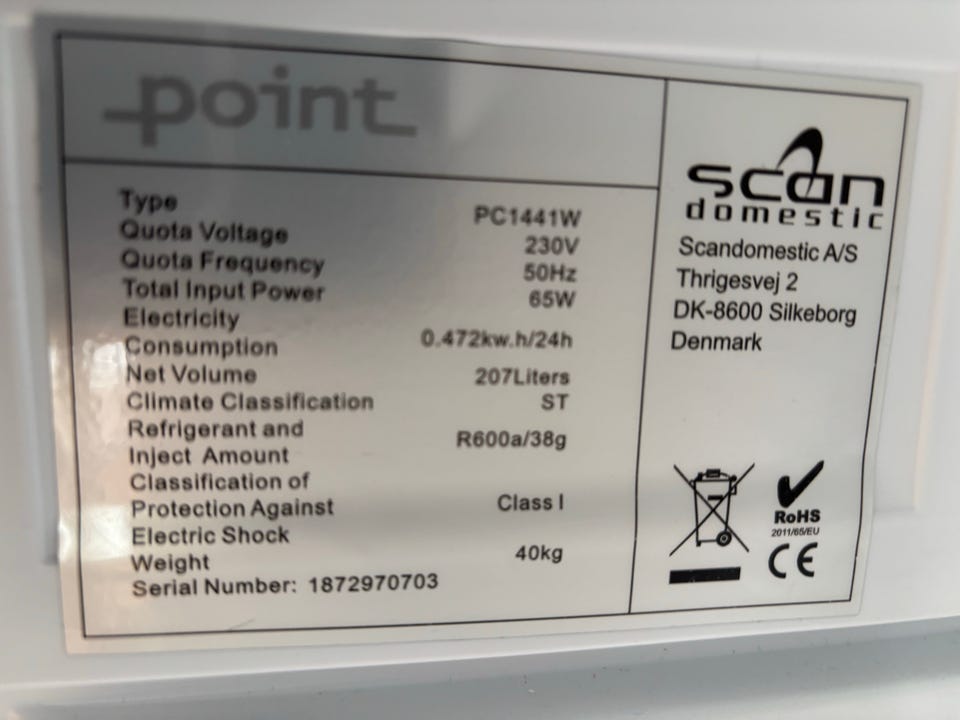 point
Type PC1441W
Quota Voltage 230V
Quota Frequency 50Hz
Total Input Power 65W
Electricity
Consumption 0.472kw.h/24h
Net Volume 207Liters
Climate Classification ST
Refrigerant and
Inject Amount R600a/38g
Classification of
Protection Against Class I
Electric Shock
Weight 40kg
Serial Number: 1872970703
scan
domestic
Scandomestic A/S
Thrigesvej 2
DK-8600 Silkeborg
Denmark
RoHS
2011/65/EU
CE